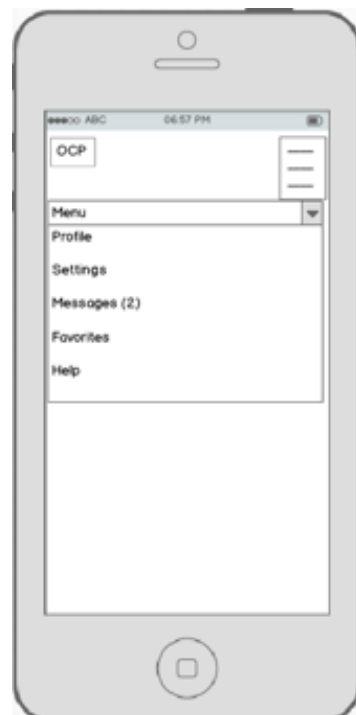 ABC 06:57 PM
OCP
Menu
Profile
Settings
Messages (2)
Favorites
Help